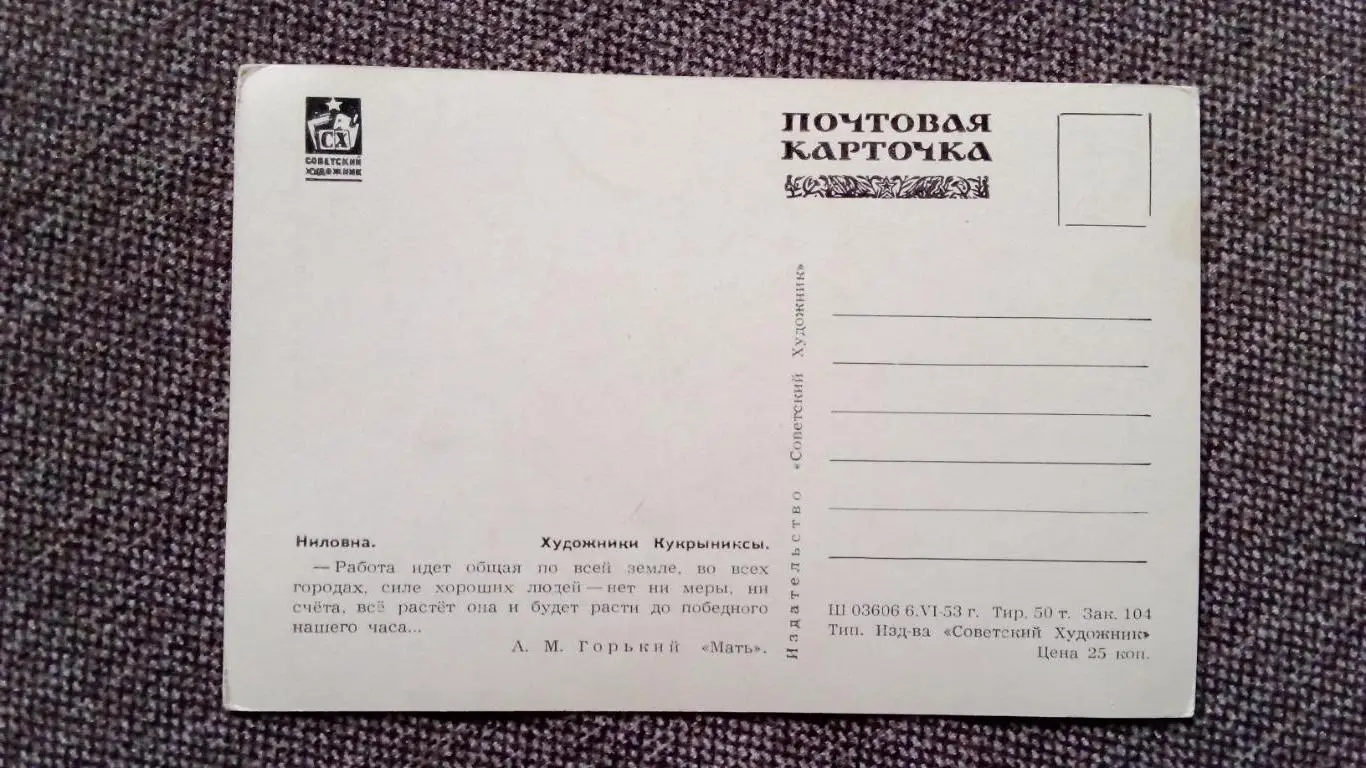 СХ
СОВЕТСКИЙ
ХУДОЖНИК
ПОЧТОВАЯ
КАРТОЧКА
Ниловна. Художники Кукрыниксы.
— Работа идет общая по всей земле, во всех
городах, силе хороших людей — нет ни меры, ни
счёта, всё растёт она и будет расти до победного
нашего часа...
А. М. Горький «Мать».
Издательство «Советский Художник»
Ш 03606 6.VI-53 г. Тир. 50 т. Зак. 104
Тип. Изд-ва «Советский Художник»
Цена 25 коп.